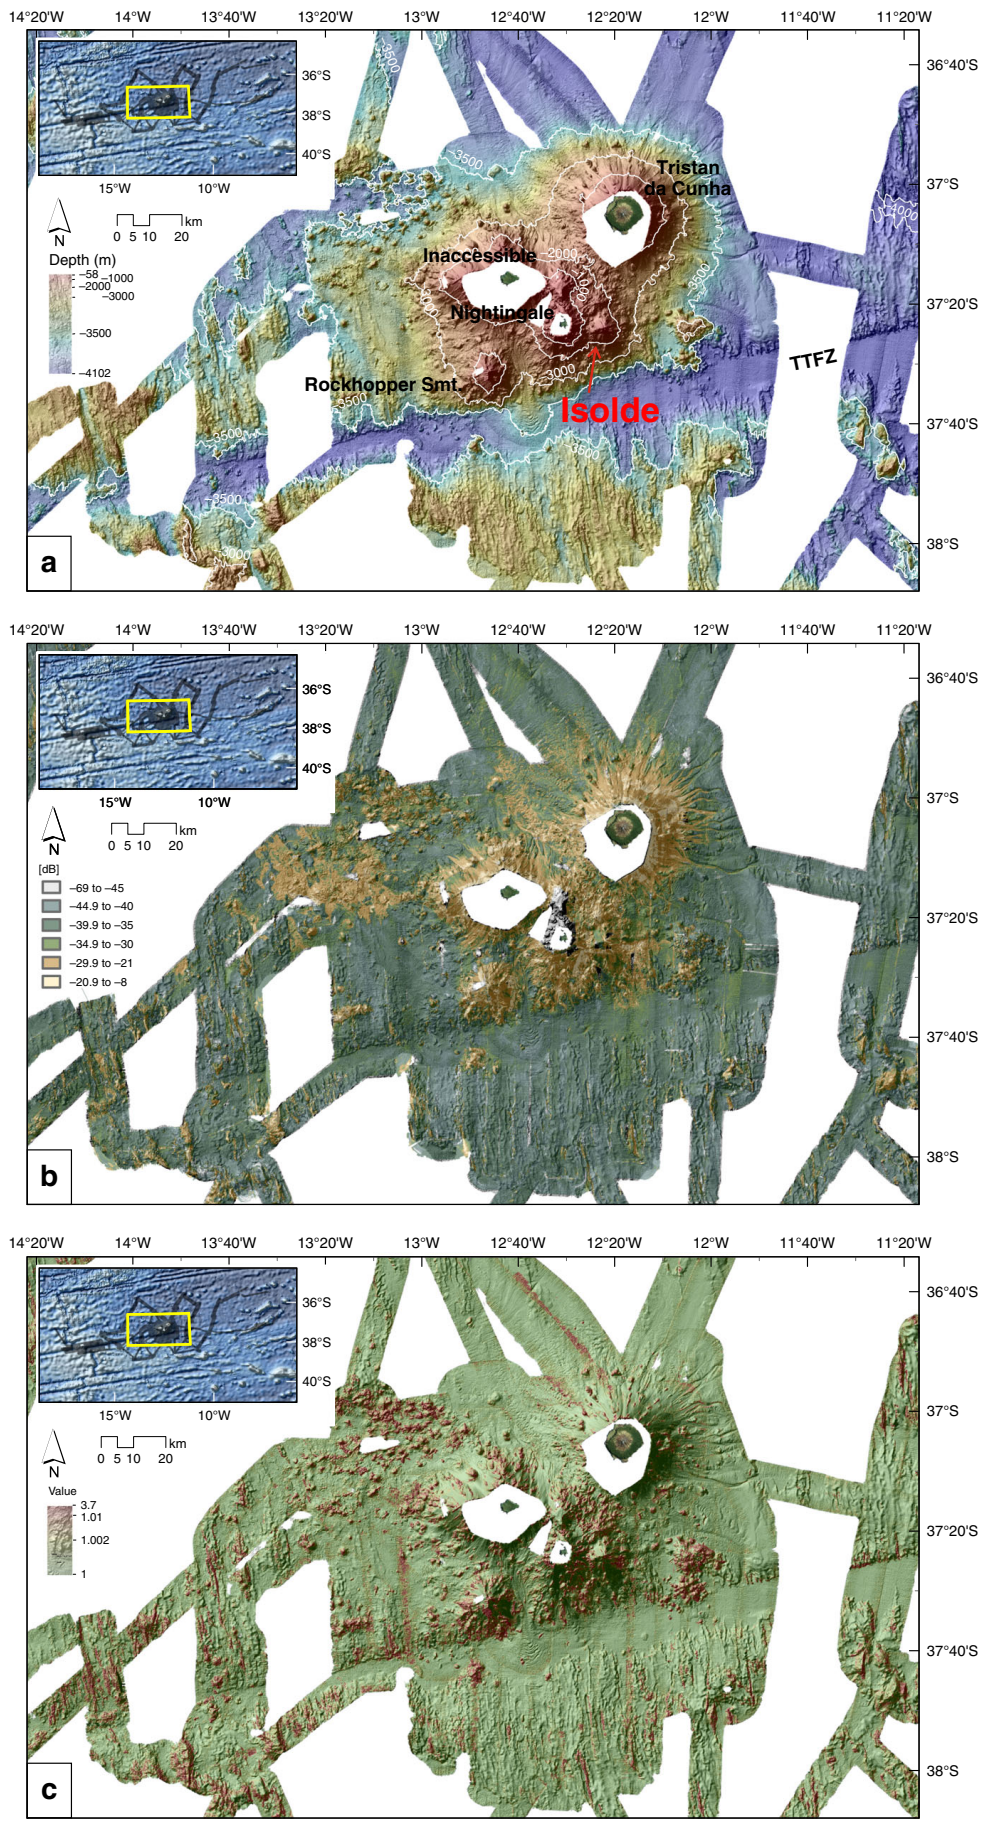 14°20'W 14°W 13°40'W 13°20'W 13°W 12°40'W 12°20'W 12°W 11°40'W 11°20'W
36°S
38°S
40°S
15°W 10°W
N
km
0 5 10 20
Depth (m)
−58
−1000
−2000
−3000
−3500
−4102
3500
−3500
Tristan
da Cunha
Inaccessible
−2000
−4000
3500
Nightingale
TTFZ
Rockhopper Smt.
−3000
−3500
Isolde
−3500
−3500
−3500
−3000
36°40'S
37°S
37°20'S
37°40'S
38°S
a
14°20'W 14°W 13°40'W 13°20'W 13°W 12°40'W 12°20'W 12°W 11°40'W 11°20'W
36°S
38°S
40°S
15°W 10°W
N
km
0 5 10 20
[dB]
−69 to −45
−44.9 to −40
−39.9 to −35
−34.9 to −30
−29.9 to −21
−20.9 to −8
36°40'S
37°S
37°20'S
37°40'S
38°S
b
14°20'W 14°W 13°40'W 13°20'W 13°W 12°40'W 12°20'W 12°W 11°40'W 11°20'W
36°S
38°S
40°S
15°W 10°W
N
km
0 5 10 20
Value
3.7
1.01
1.002
1
36°40'S
37°S
37°20'S
37°40'S
38°S
c